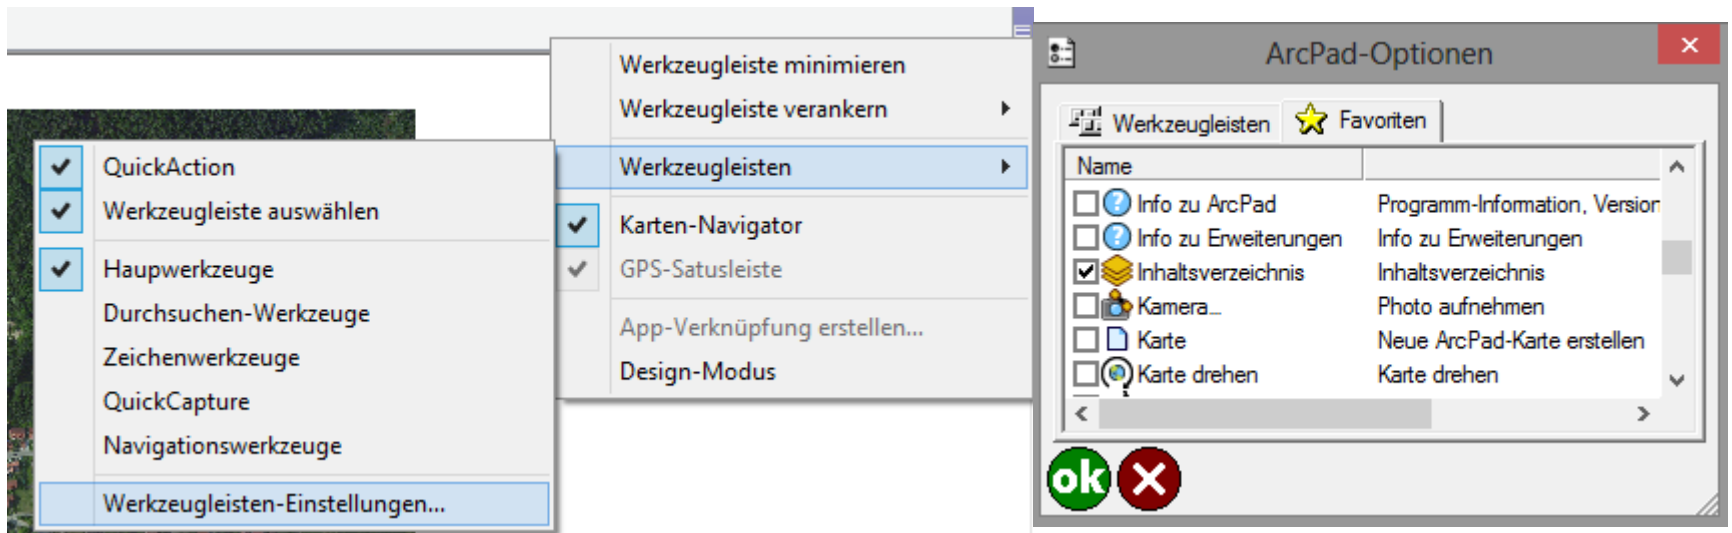 Werkzeugleiste minimieren
Werkzeugleiste verankern
Werkzeugleisten
Karten-Navigator
GPS-Satusleiste
App-Verknüpfung erstellen...
Design-Modus
QuickAction
Werkzeugleiste auswählen
Haupwerkzeuge
Durchsuchen-Werkzeuge
Zeichenwerkzeuge
QuickCapture
Navigationswerkzeuge
Werkzeugleisten-Einstellungen...
ArcPad-Optionen
Werkzeugleisten Favoriten
Name
Info zu ArcPad Programm-Information, Version
Info zu Erweiterungen Info zu Erweiterungen
Inhaltsverzeichnis Inhaltsverzeichnis
Kamera... Photo aufnehmen
Karte Neue ArcPad-Karte erstellen
Karte drehen Karte drehen
ok